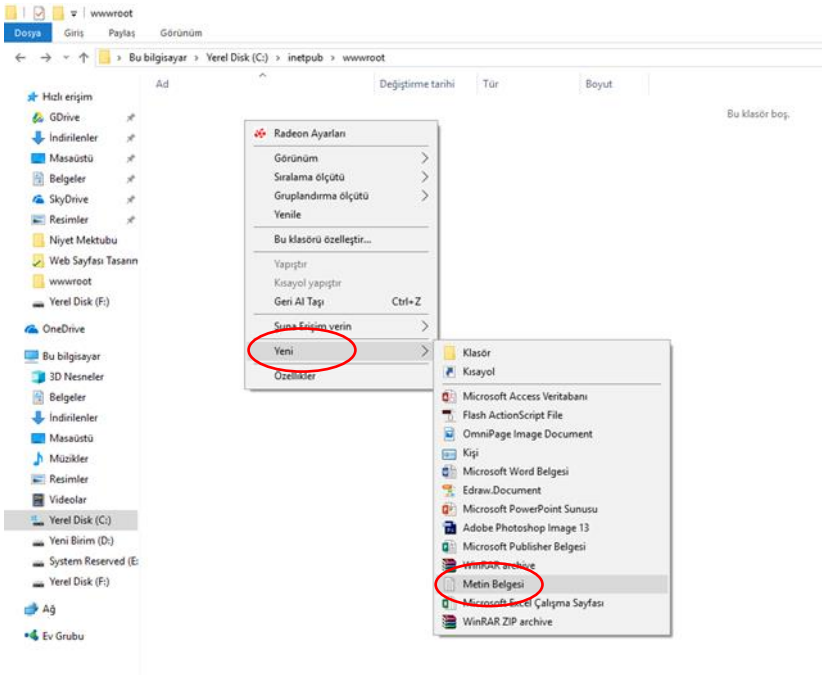 wwwroot
Dosya Giriş Paylaş Görünüm
Bu bilgisayar > Yerel Disk (C:) > inetpub > wwwroot
Ad Değiştirme tarihi Tür Boyut
Bu klasör boş.
Hızlı erişim
GDrive
İndirilenler
Masaüstü
Belgeler
SkyDrive
Resimler
Niyet Mektubu
Web Sayfası Tasarın
wwwroot
Yerel Disk (F:)
OneDrive
Bu bilgisayar
3D Nesneler
Belgeler
İndirilenler
Masaüstü
Müzikler
Resimler
Videolar
Yerel Disk (C:)
Yeni Birim (D:)
System Reserved (E:
Yerel Disk (F:)
Ağ
Ev Grubu
Radeon Ayarları
Görünüm
Sıralama ölçütü
Gruplandırma ölçütü
Yenile
Bu klasörü özelleştir...
Yapıştır
Kısayol yapıştır
Geri Al Taşı Ctrl+Z
Şuna Erişim verin
Yeni
Özellikler
Klasör
Kısayol
Microsoft Access Veritabanı
Flash ActionScript File
OmniPage Image Document
Kişi
Microsoft Word Belgesi
Edraw.Document
Microsoft PowerPoint Sunusu
Adobe Photoshop Image 13
Microsoft Publisher Belgesi
WinRAR archive
Metin Belgesi
Microsoft Excel Çalışma Sayfası
WinRAR ZIP archive